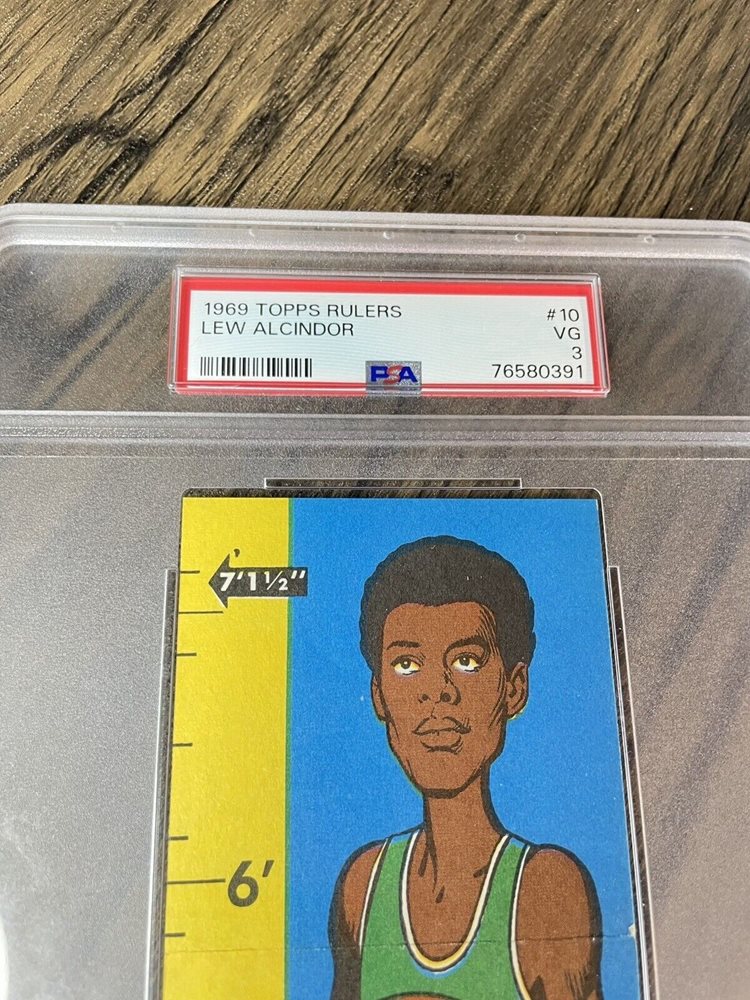 1969 TOPPS RULERS #10
LEW ALCINDOR VG
3
PSA 76580391
7'1½"
6'